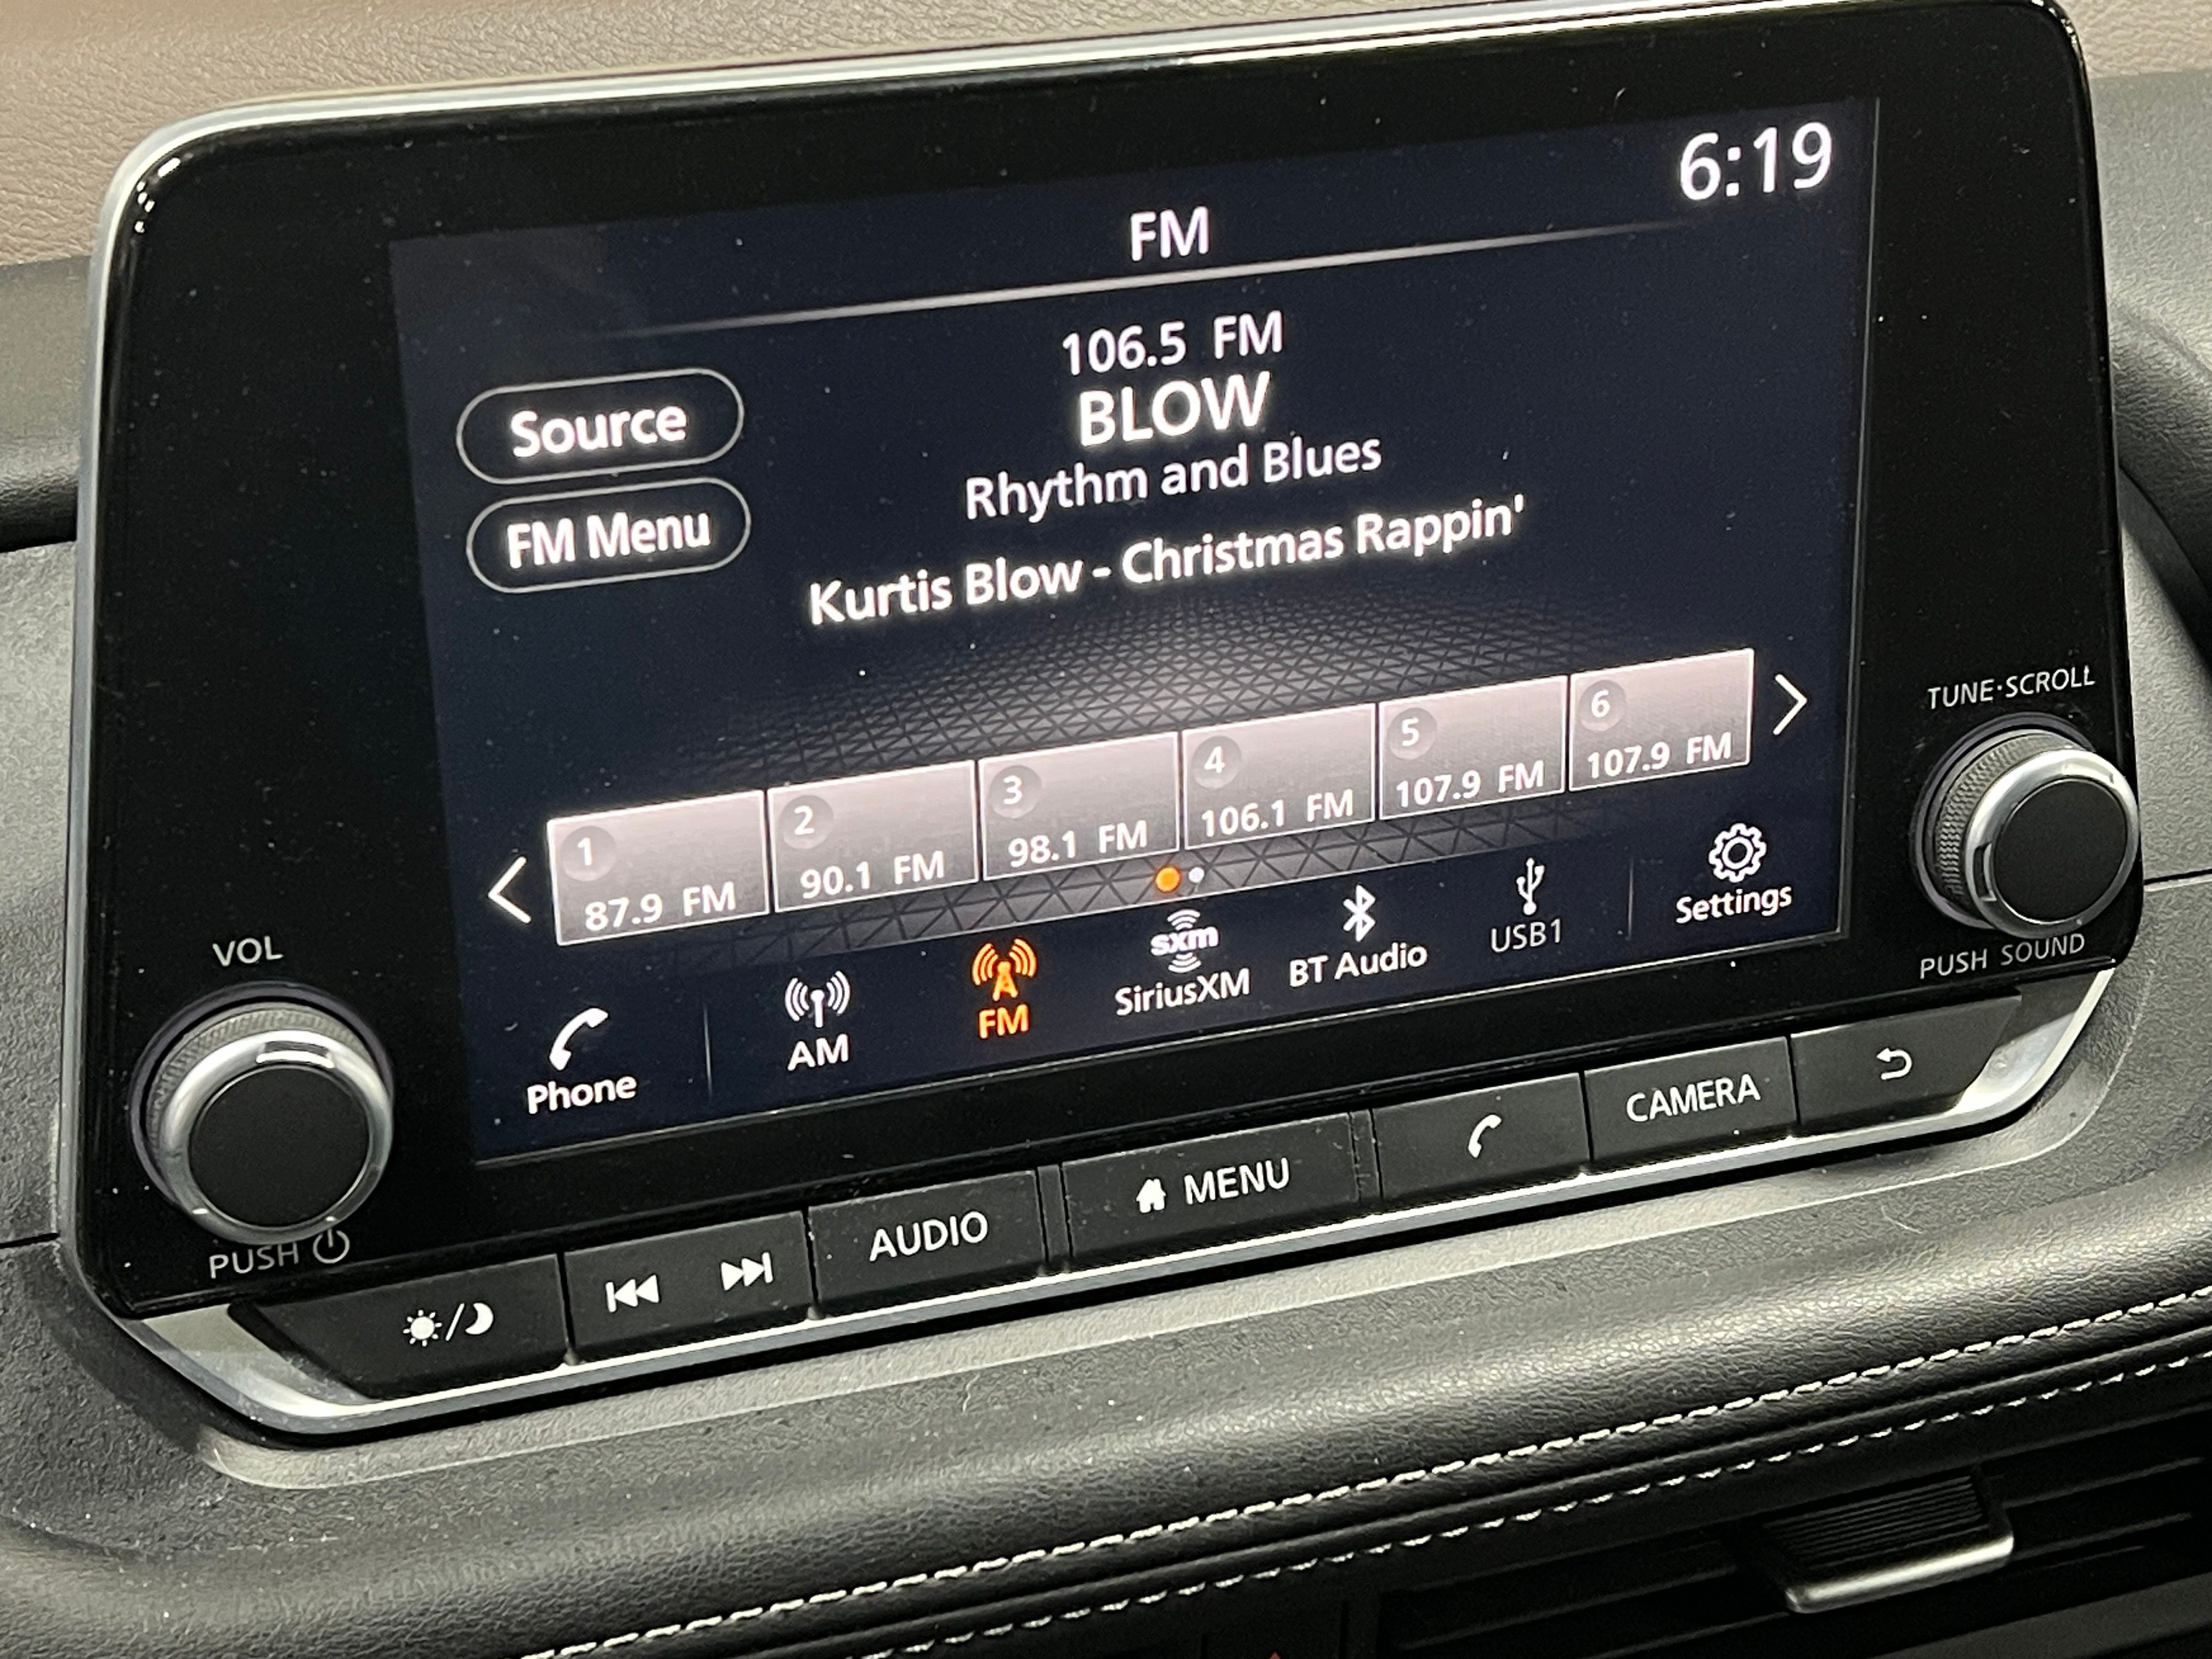 6:19
FM
106.5 FM
BLOW
Rhythm and Blues
Kurtis Blow - Christmas Rappin'
Source
FM Menu
1
87.9 FM
2
90.1 FM
3
98.1 FM
4
106.1 FM
5
107.9 FM
6
107.9 FM
Phone
AM
FM
sxm
SiriusXM
BT Audio
USB1
Settings
VOL
PUSH
TUNE·SCROLL
PUSH SOUND
AUDIO
MENU
CAMERA